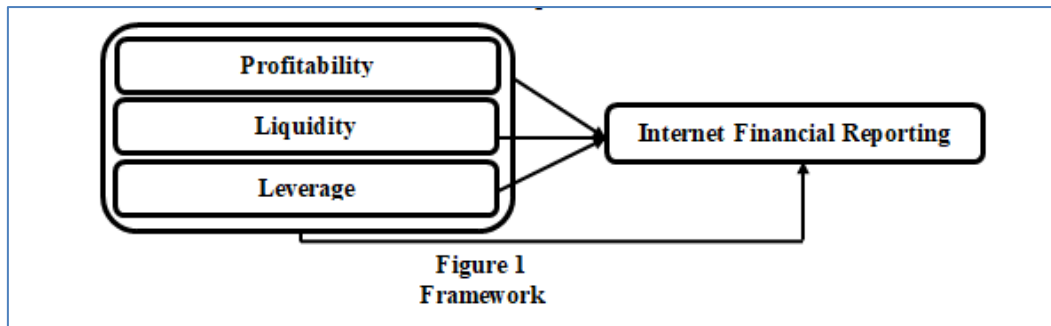 Profitability
Liquidity
Internet Financial Reporting
Leverage
Figure 1
Framework